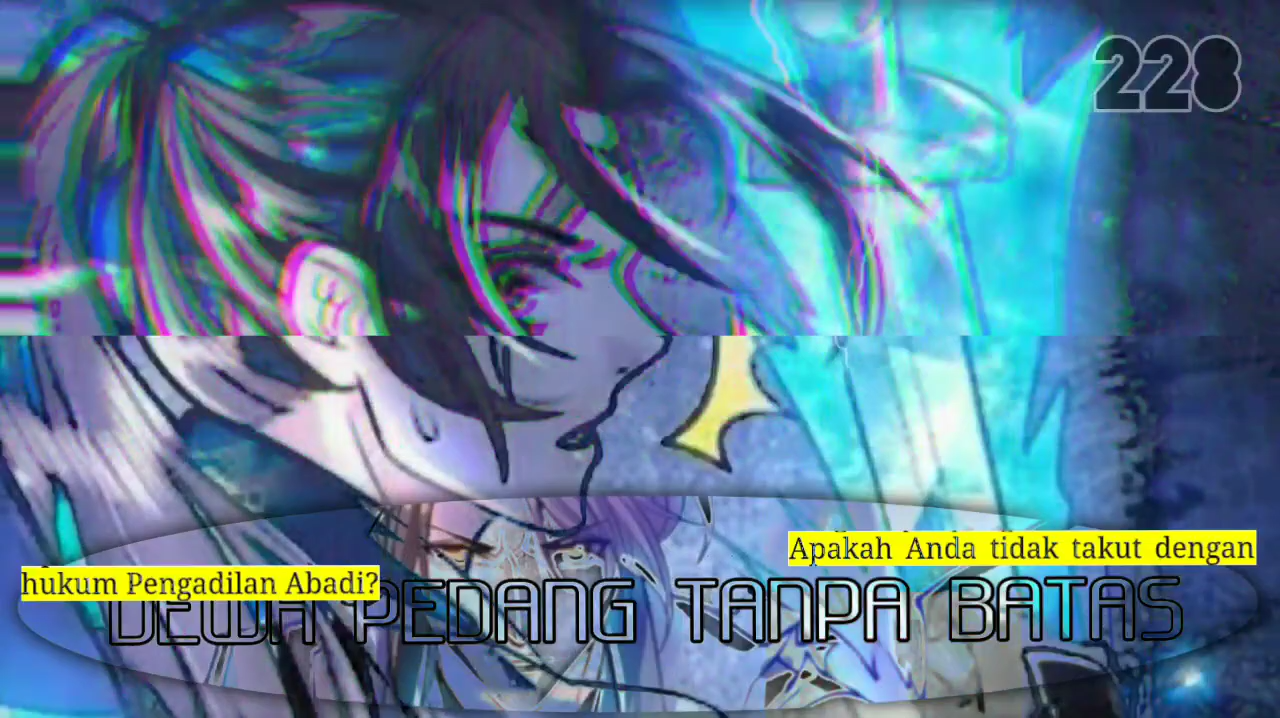 228
Apakah Anda tidak takut dengan
hukum Pengadilan Abadi?
DEWA PEDANG TANPA BATAS